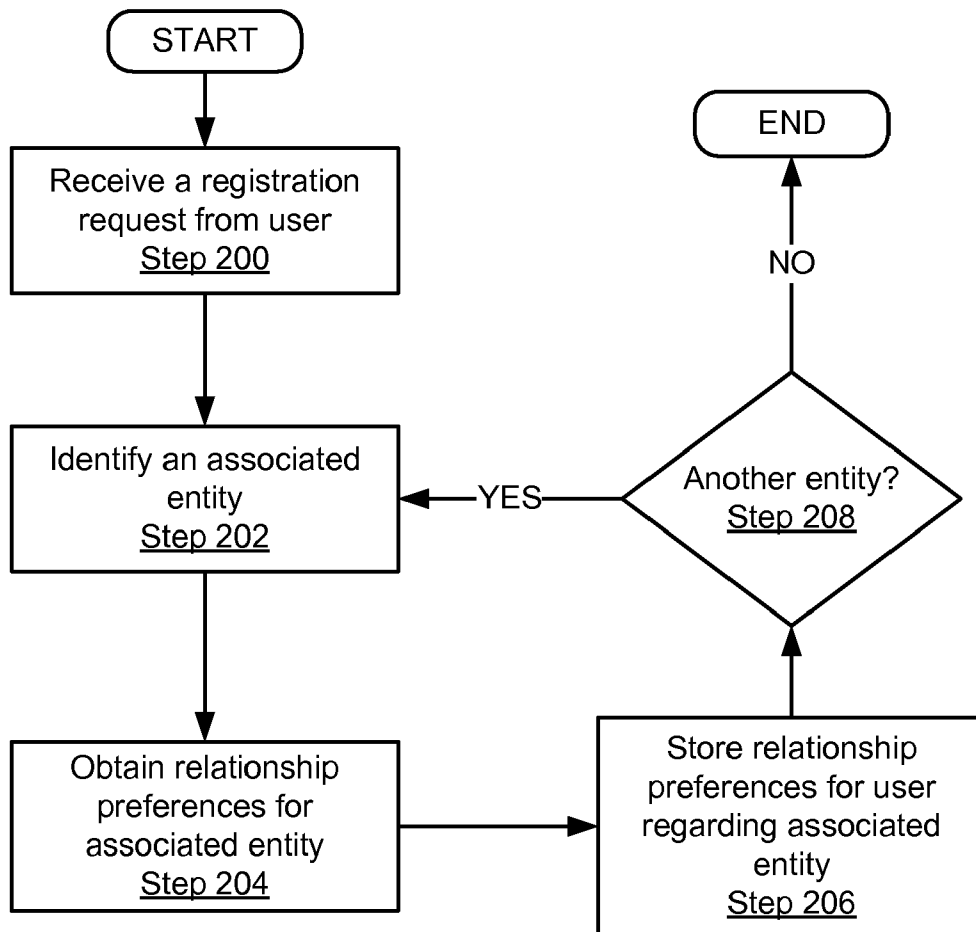 START
Receive a registration
request from user
Step 200
Identify an associated
entity
Step 202
Obtain relationship
preferences for
associated entity
Step 204
Store relationship
preferences for user
regarding associated
entity
Step 206
Another entity?
Step 208
YES
NO
END